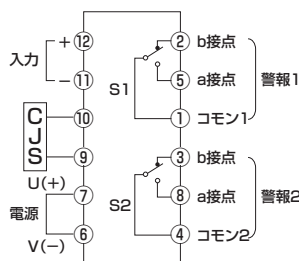 入力
+ ⑫
− ⑪
CJS
⑩
⑨
U(+)
⑦
電源
⑥
V(−)
S1
② b接点
⑤ a接点
① コモン1
警報1
S2
③ b接点
⑧ a接点
④ コモン2
警報2